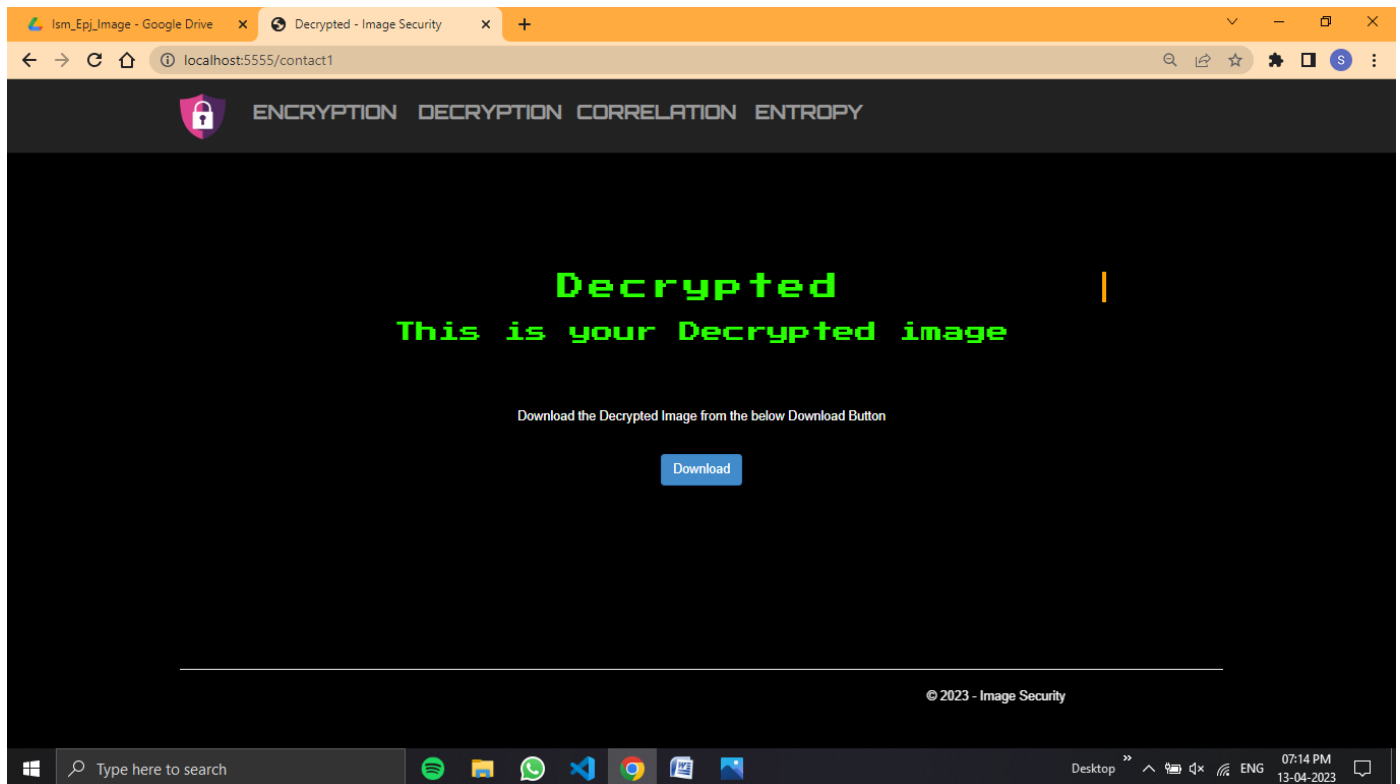 Ism_Epj_Image - Google Drive
Decrypted - Image Security
localhost:5555/contact1
S
ENCRYPTION DECRYPTION CORRELATION ENTROPY
Decrypted
This is your Decrypted image
Download the Decrypted Image from the below Download Button
Download
© 2023 - Image Security
Type here to search
Desktop
ENG
07:14 PM
13-04-2023